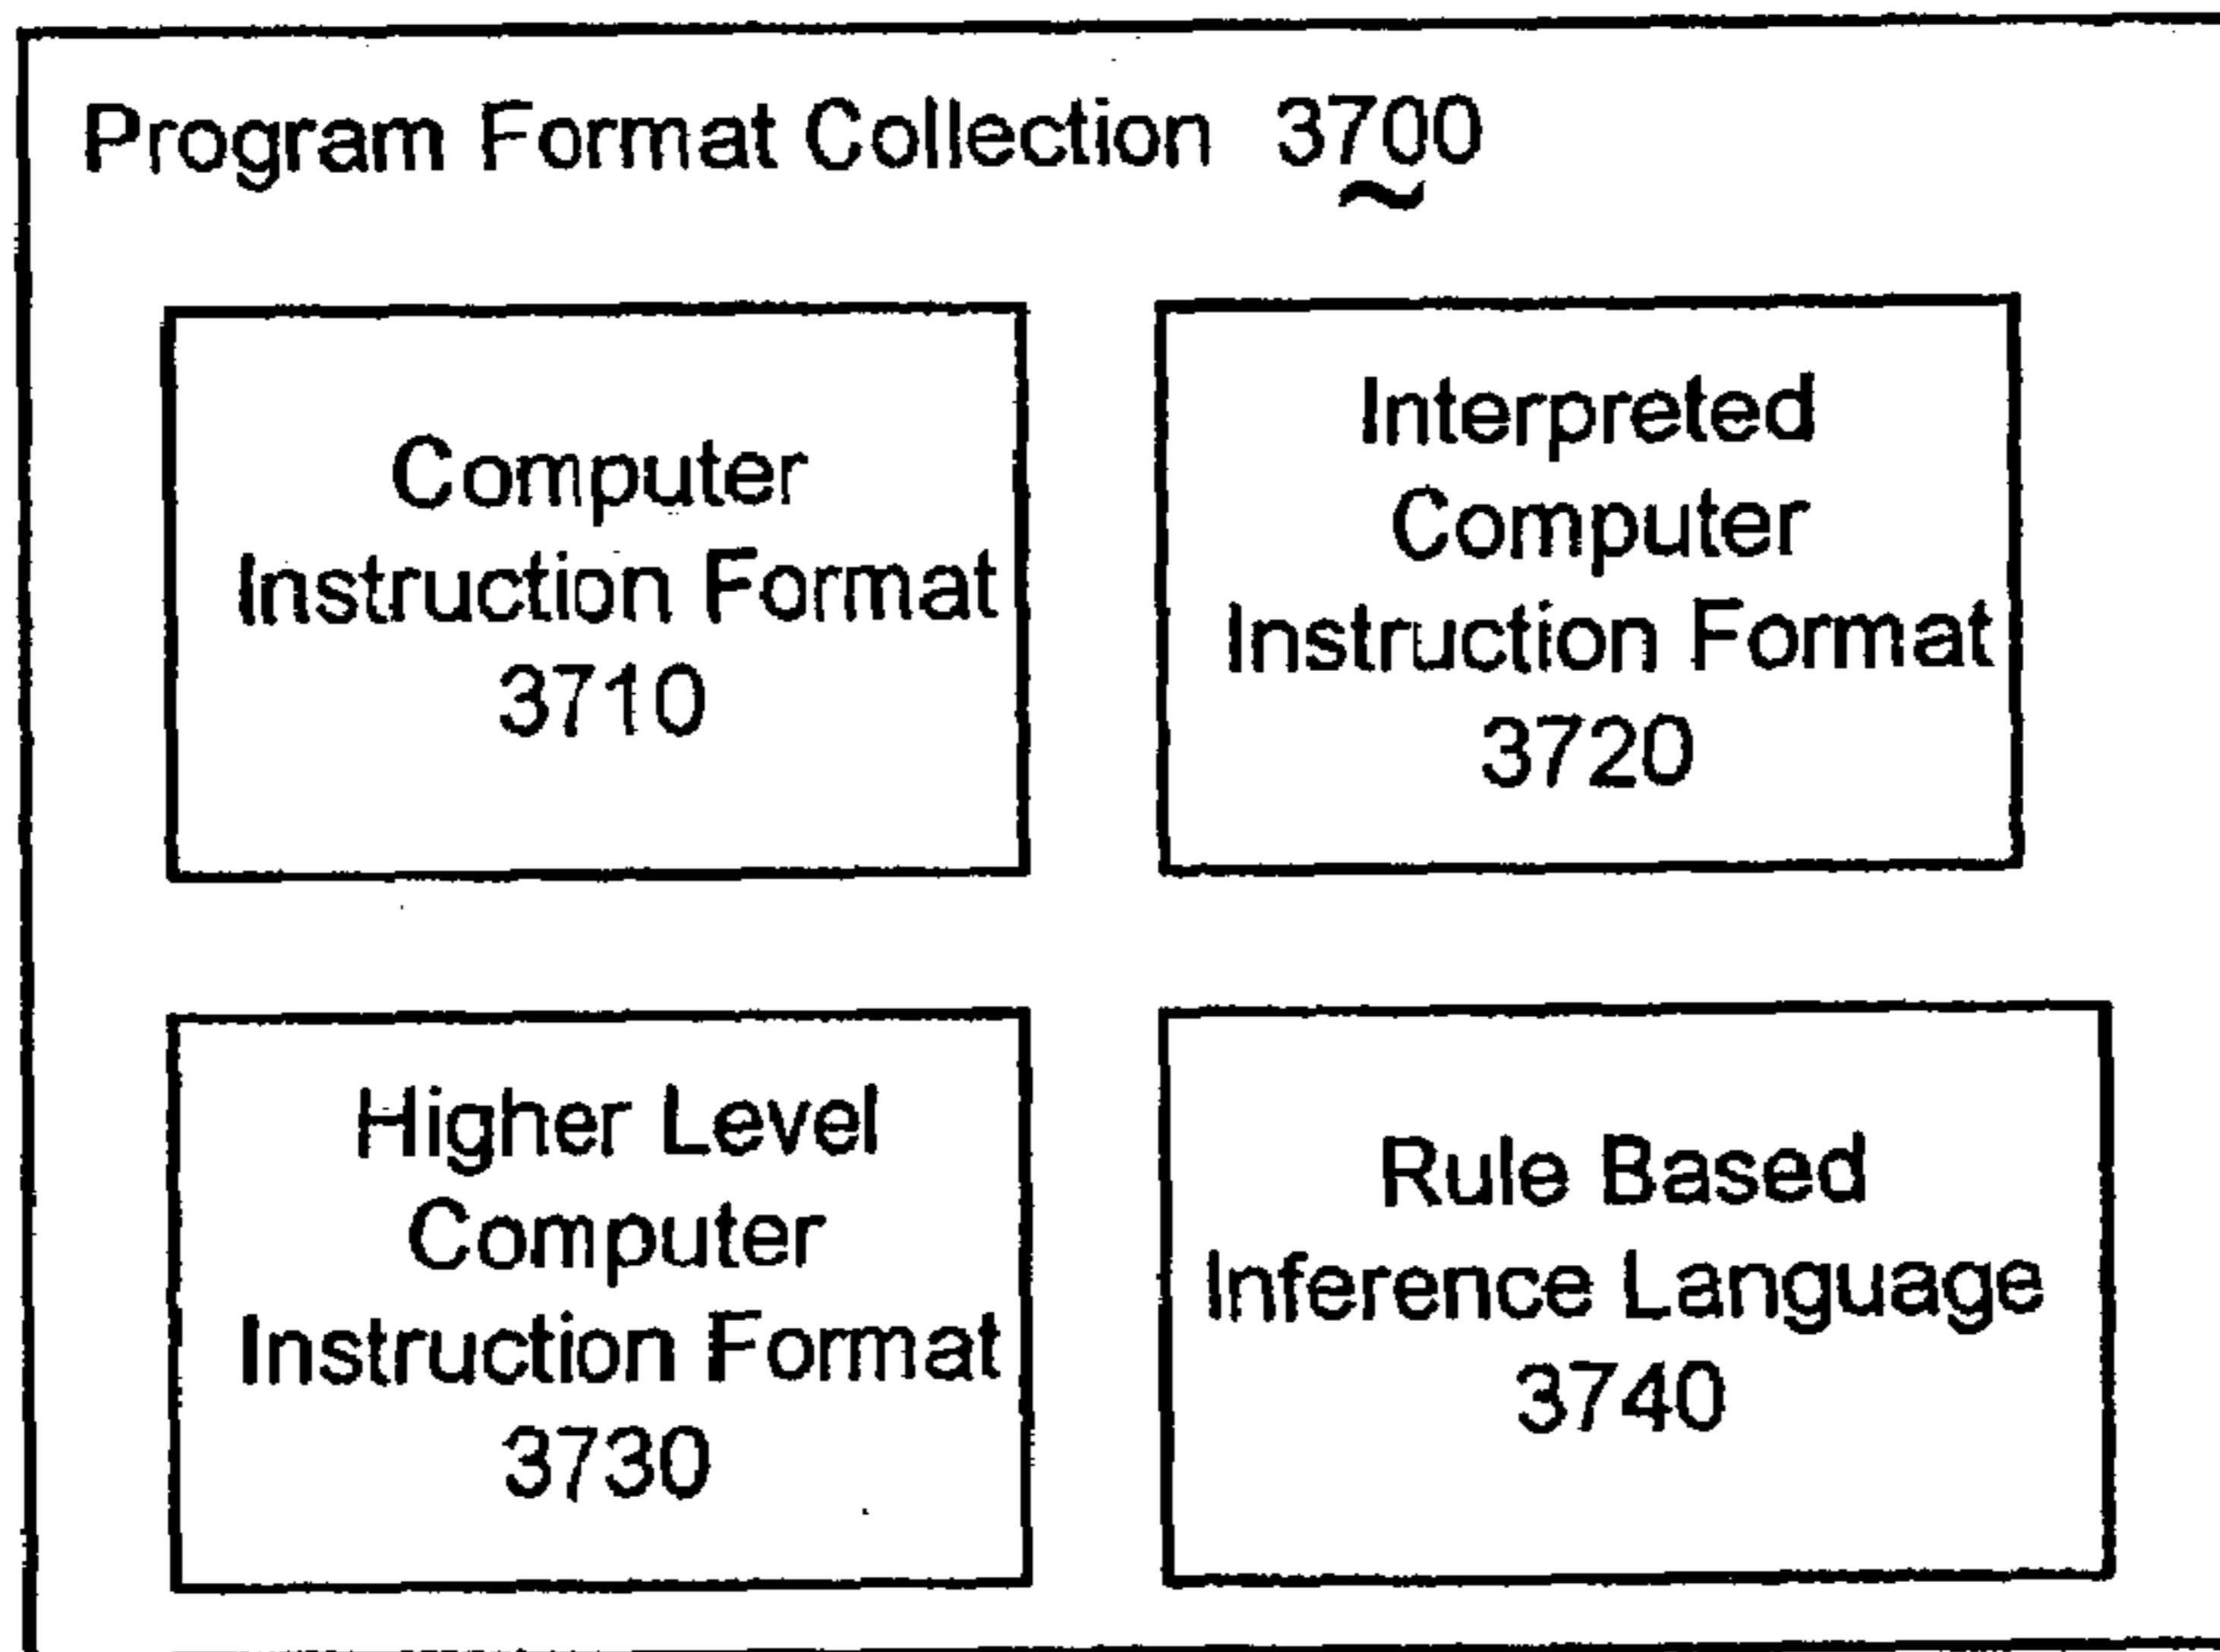 Program Format Collection 3700
Computer
Instruction Format
3710
Interpreted
Computer
Instruction Format
3720
Higher Level
Computer
Instruction Format
3730
Rule Based
Inference Language
3740